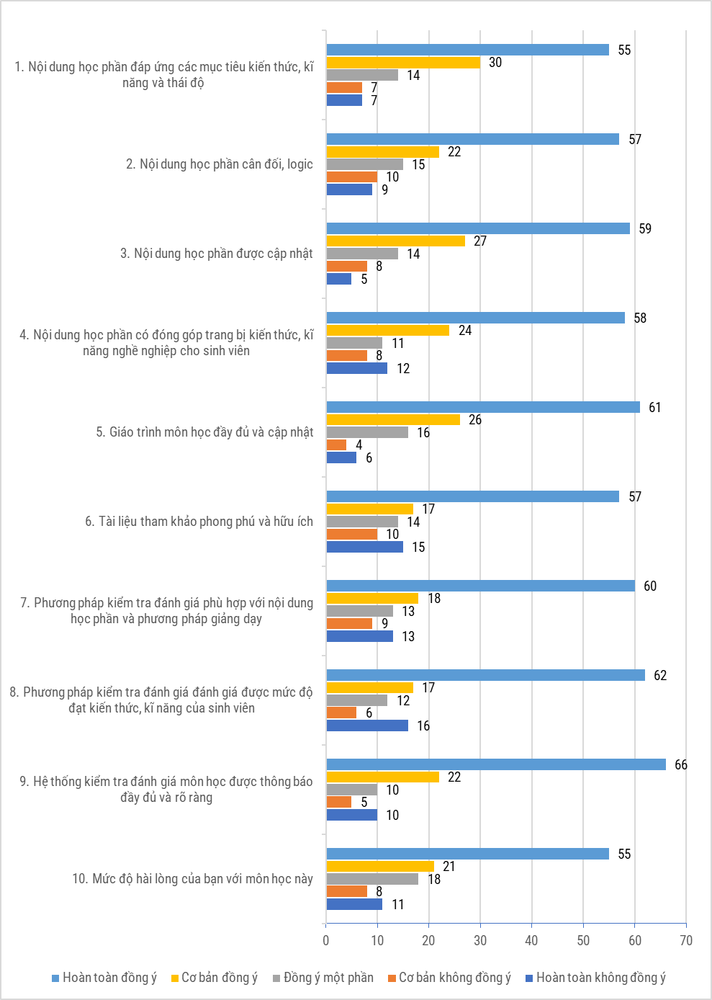 1. Nội dung học phần đáp ứng các mục tiêu kiến thức, kĩ
năng và thái độ
55
30
14
7
7
2. Nội dung học phần cân đối, logic
57
22
15
10
9
3. Nội dung học phần được cập nhật
59
27
14
8
5
4. Nội dung học phần có đóng góp trang bị kiến thức, kĩ
năng nghề nghiệp cho sinh viên
58
24
11
8
12
5. Giáo trình môn học đầy đủ và cập nhật
61
26
16
4
6
6. Tài liệu tham khảo phong phú và hữu ích
57
17
14
10
15
7. Phương pháp kiểm tra đánh giá phù hợp với nội dung
học phần và phương pháp giảng dạy
60
18
13
9
13
8. Phương pháp kiểm tra đánh giá đánh giá được mức độ
đạt kiến thức, kĩ năng của sinh viên
62
17
12
6
16
9. Hệ thống kiểm tra đánh giá môn học được thông báo
đầy đủ và rõ ràng
66
22
10
5
10
10. Mức độ hài lòng của bạn với môn học này
55
21
18
8
11
0 10 20 30 40 50 60 70
Hoàn toàn đồng ý Cơ bản đồng ý Đồng ý một phần Cơ bản không đồng ý Hoàn toàn không đồng ý